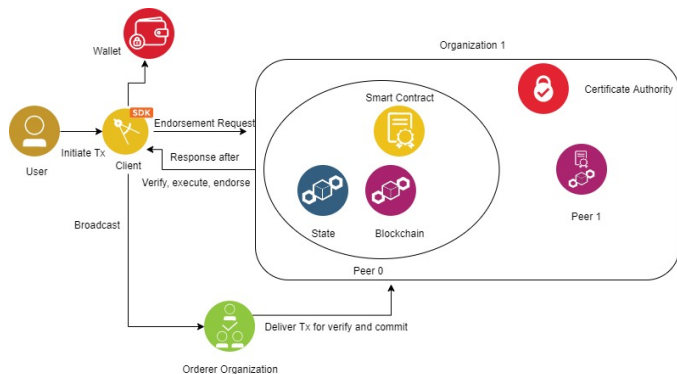 Organization 1
Wallet
Certificate Authority
Smart Contract
SDK
Endorsement Request
Initiate Tx
Response after
Client
User
Verify, execute, endorse
Peer 1
Broadcast
State
Blockchain
Peer 0
Deliver Tx for verify and commit
Orderer Organization